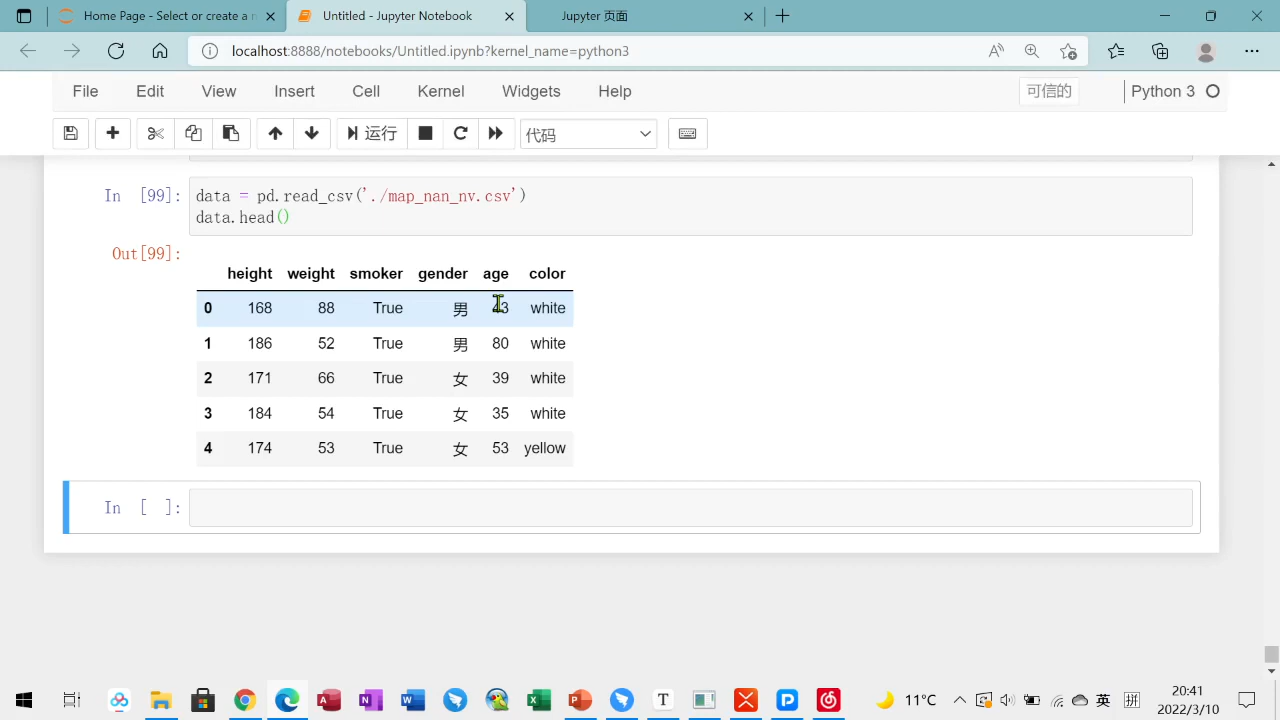 Home Page - Select or create a n
Untitled - Jupyter Notebook
Jupyter 页面
localhost:8888/notebooks/Untitled.ipynb?kernel_name=python3
File Edit View Insert Cell Kernel Widgets Help 可信的 Python 3
运行 代码
In [99]: data = pd.read_csv('./map_nan_nv.csv')
data.head()
Out[99]:
height weight smoker gender age color
0 168 88 True 男 43 white
1 186 52 True 男 80 white
2 171 66 True 女 39 white
3 184 54 True 女 35 white
4 174 53 True 女 53 yellow
In [ ]:
11°C 英 拼 20:41
2022/3/10